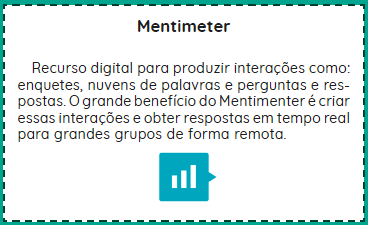 Mentimeter
Recurso digital para produzir interações como:
enquetes, nuvens de palavras e perguntas e res-
postas. O grande benefício do Mentimenter é criar
essas interações e obter respostas em tempo real
para grandes grupos de forma remota.